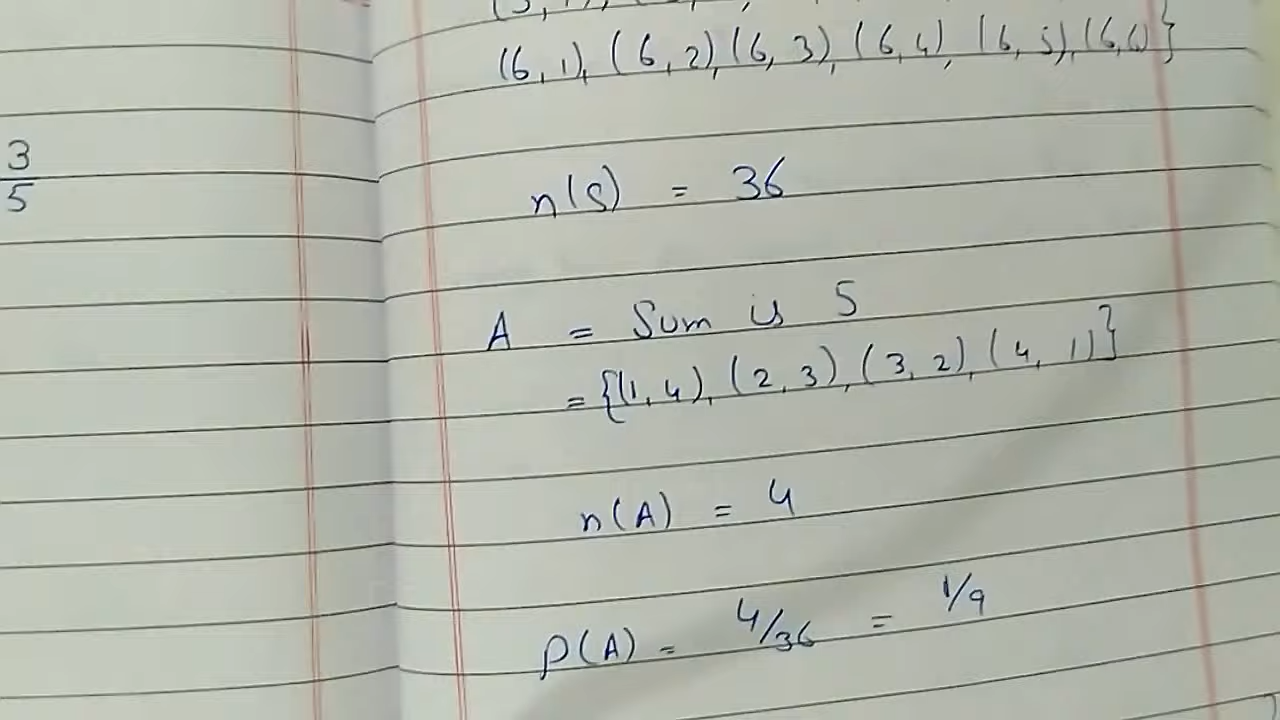 3
5
(6, 1), (6, 2), (6, 3), (6, 4), (6, 5), (6, 6)}
n(S) = 36
A = Sum is 5
= {(1, 4), (2, 3), (3, 2), (4, 1)}
n(A) = 4
P(A) = 4/36 = 1/9